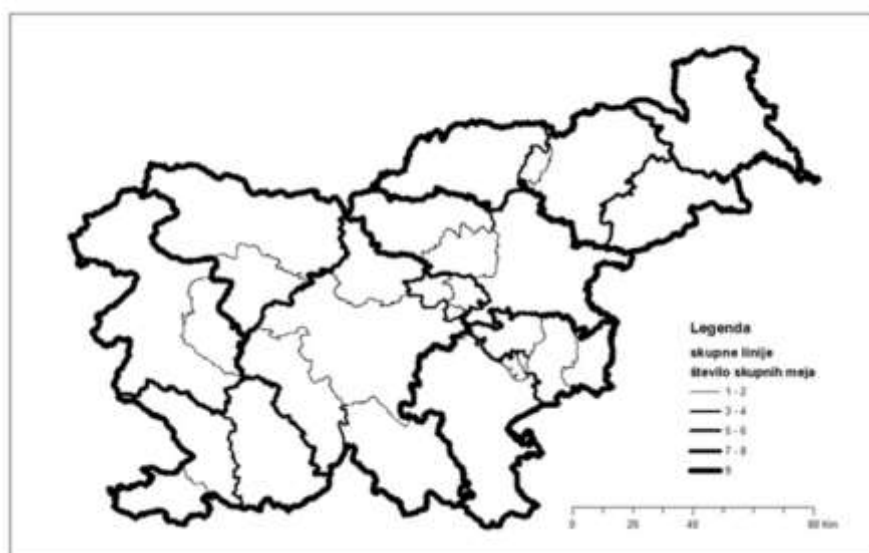 Legenda
skupne linije
število skupnih meja
1 - 2
3 - 4
5 - 6
7 - 8
9
0 20 40 80 Km